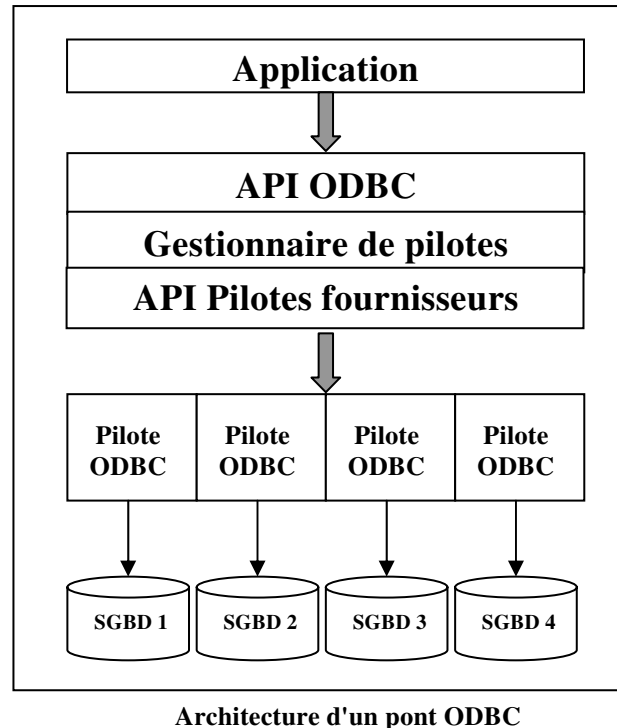 Application
API ODBC
Gestionnaire de pilotes
API Pilotes fournisseurs
Pilote Pilote Pilote Pilote
ODBC ODBC ODBC ODBC
SGBD 1 SGBD 2 SGBD 3 SGBD 4
Architecture d'un pont ODBC